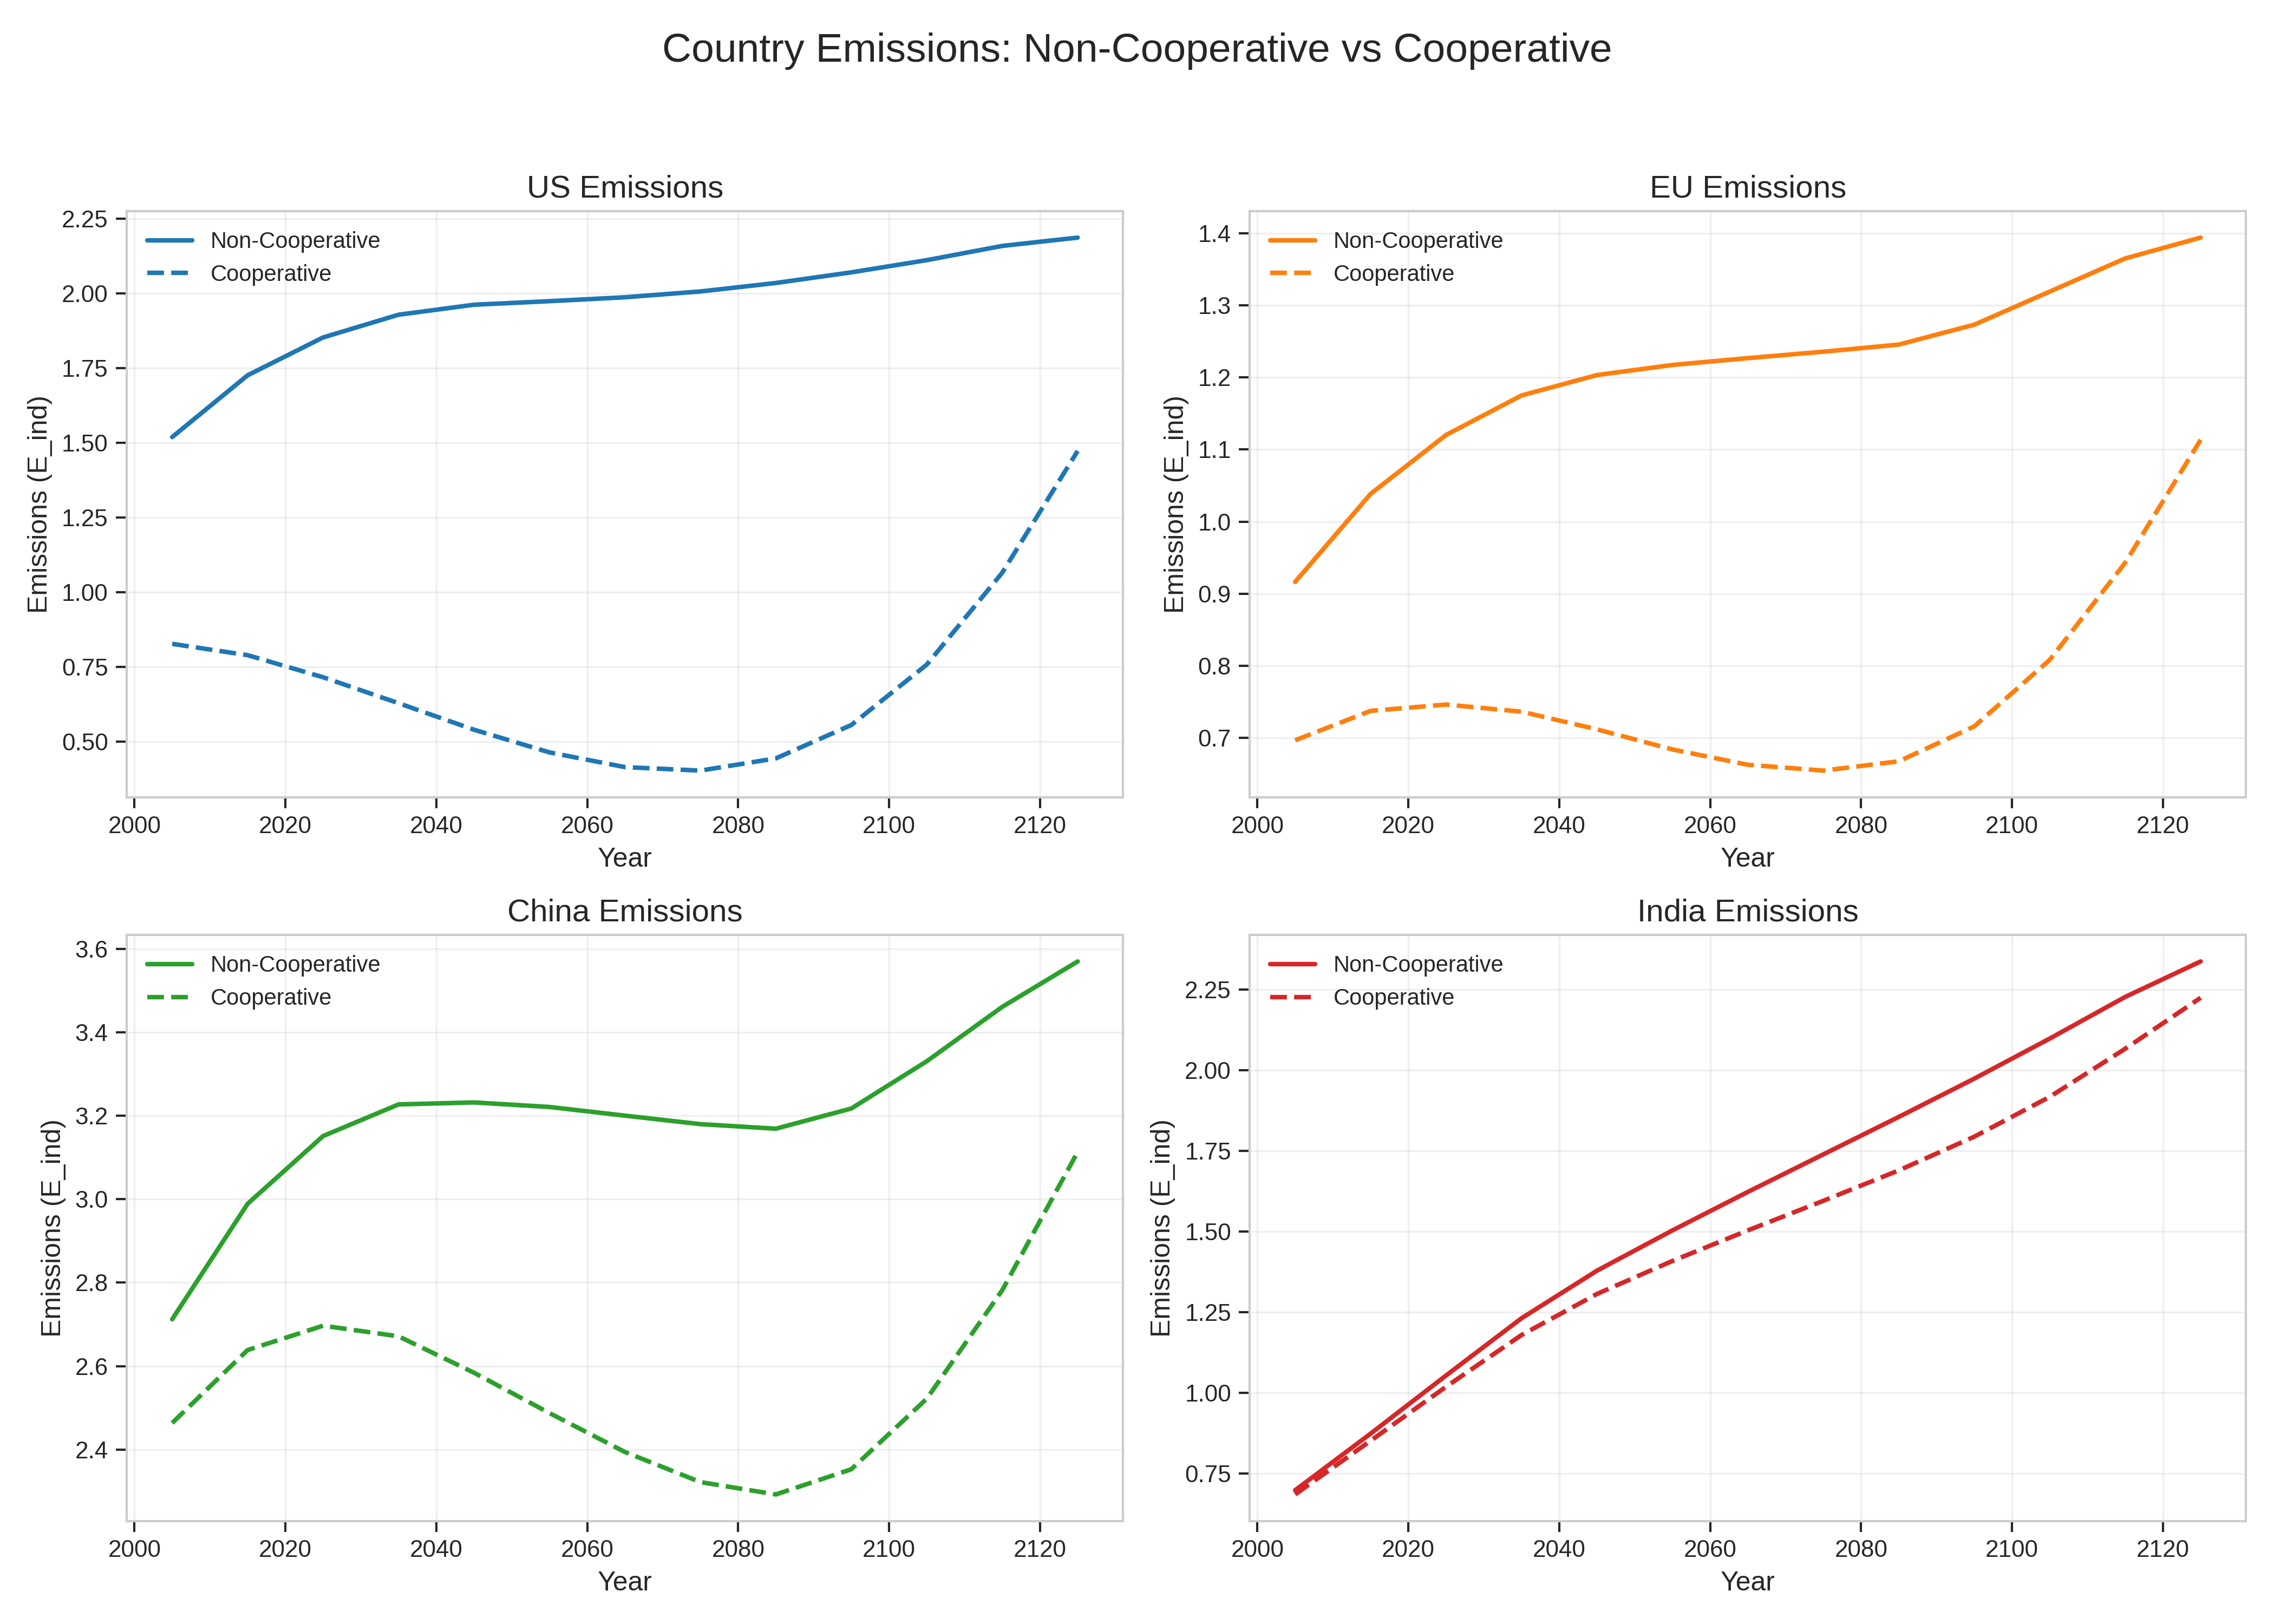 Country Emissions: Non-Cooperative vs Cooperative
US Emissions
Emissions (E_ind)
2.25
2.00
1.75
1.50
1.25
1.00
0.75
0.50
Non-Cooperative
Cooperative
2000 2020 2040 2060 2080 2100 2120
Year
EU Emissions
Emissions (E_ind)
1.4
1.3
1.2
1.1
1.0
0.9
0.8
0.7
Non-Cooperative
Cooperative
2000 2020 2040 2060 2080 2100 2120
Year
China Emissions
Emissions (E_ind)
3.6
3.4
3.2
3.0
2.8
2.6
2.4
Non-Cooperative
Cooperative
2000 2020 2040 2060 2080 2100 2120
Year
India Emissions
Emissions (E_ind)
2.25
2.00
1.75
1.50
1.25
1.00
0.75
Non-Cooperative
Cooperative
2000 2020 2040 2060 2080 2100 2120
Year